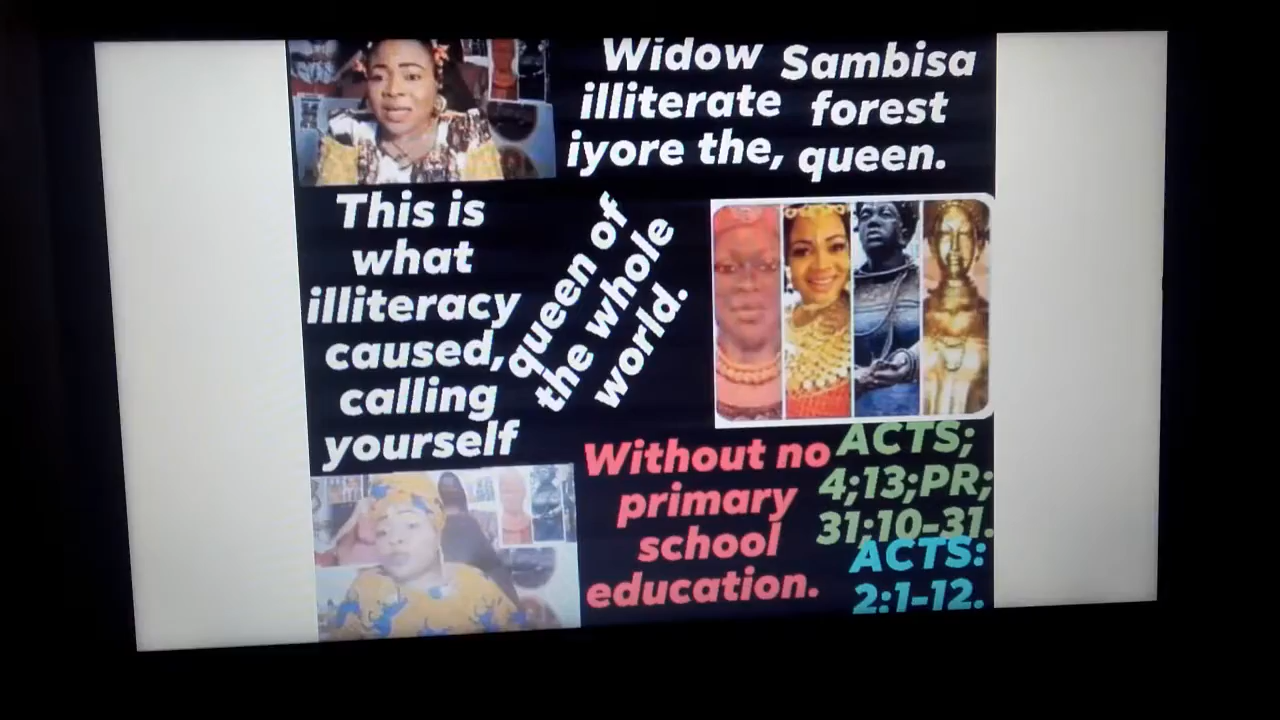 Widow
illiterate
iyore the,
Sambisa
forest
queen.
This is
what
illiteracy
caused,
calling
yourself
queen of
the whole
world.
Without no
primary
school
education.
ACTS;
4;13;PR;
31;10-31.
ACTS:
2:1-12.